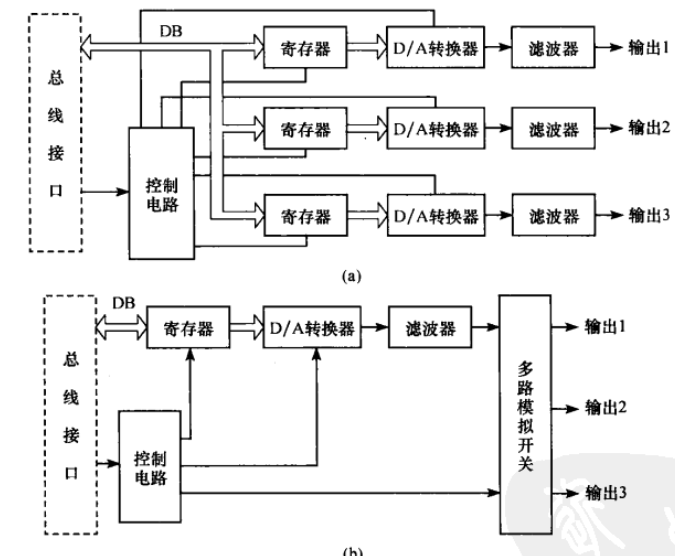 DB
寄存器
D/A转换器
滤波器
输出1
总线接口
寄存器
D/A转换器
滤波器
输出2
控制电路
寄存器
D/A转换器
滤波器
输出3
(a)
DB
寄存器
D/A转换器
滤波器
输出1
总线接口
多路模拟开关
输出2
控制电路
输出3
(b)